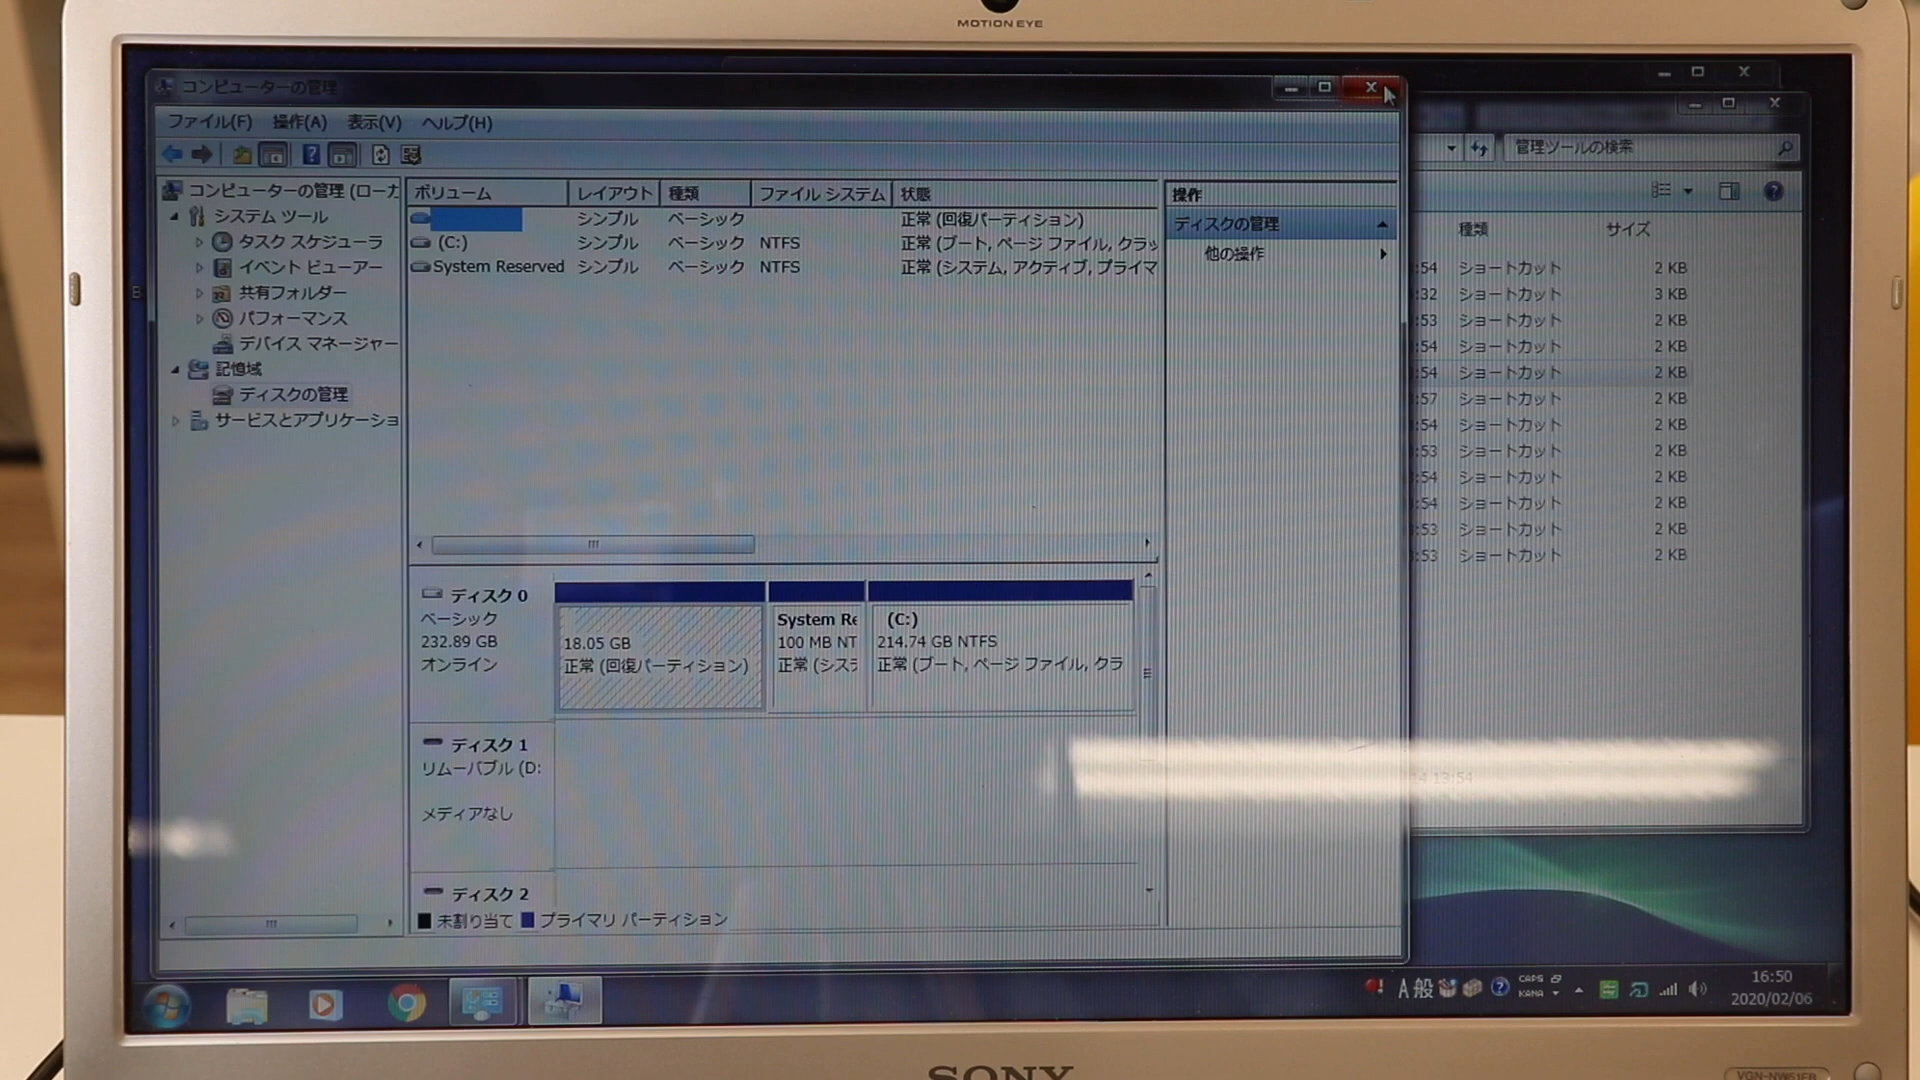 MOTION EYE
コンピューターの管理
ファイル(F) 操作(A) 表示(V) ヘルプ(H)
管理ツールの検索
コンピューターの管理 (ローカ
システム ツール
タスク スケジューラ
イベント ビューアー
共有フォルダー
パフォーマンス
デバイス マネージャー
記憶域
ディスクの管理
サービスとアプリケーショ
ボリューム レイアウト 種類 ファイル システム 状態
シンプル ベーシック 正常 (回復パーティション)
(C:) シンプル ベーシック NTFS 正常 (ブート, ページ ファイル, クラッ
System Reserved シンプル ベーシック NTFS 正常 (システム, アクティブ, プライマ
操作
ディスクの管理
他の操作
種類 サイズ
:54 ショートカット 2 KB
:32 ショートカット 3 KB
:53 ショートカット 2 KB
:54 ショートカット 2 KB
:54 ショートカット 2 KB
:57 ショートカット 2 KB
:54 ショートカット 2 KB
:53 ショートカット 2 KB
:54 ショートカット 2 KB
:54 ショートカット 2 KB
:53 ショートカット 2 KB
:53 ショートカット 2 KB
ディスク 0
ベーシック
232.89 GB
オンライン
18.05 GB
正常 (回復パーティション)
System Re
100 MB NT
正常 (シス
(C:)
214.74 GB NTFS
正常 (ブート, ページ ファイル, クラ
ディスク 1
リムーバブル (D:
メディアなし
13:54
ディスク 2
未割り当て プライマリ パーティション
A 般
CAPS
KANA
16:50
2020/02/06
SONY